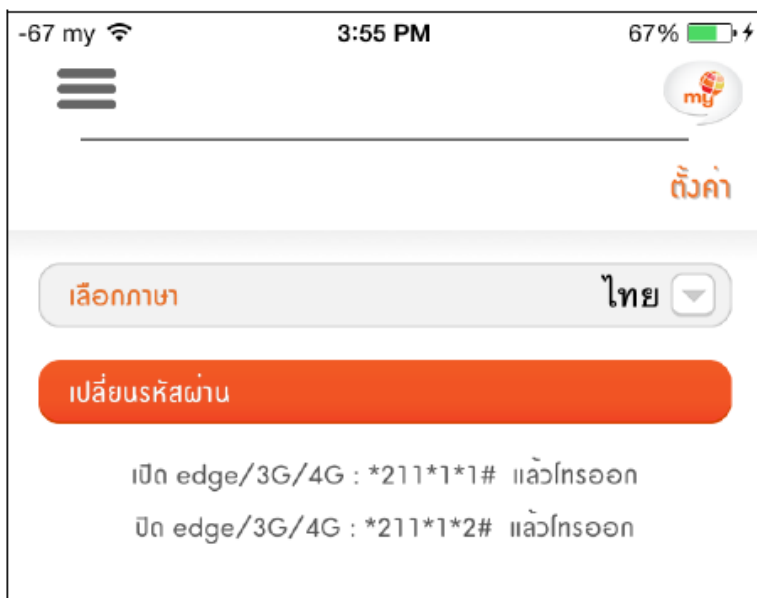 -67 my 3:55 PM 67%
my
ตั้งค่า
เลือกภาษา ไทย
เปลี่ยนรหัสผ่าน
เปิด edge/3G/4G : *211*1*1# แล้วโทรออก
ปิด edge/3G/4G : *211*1*2# แล้วโทรออก